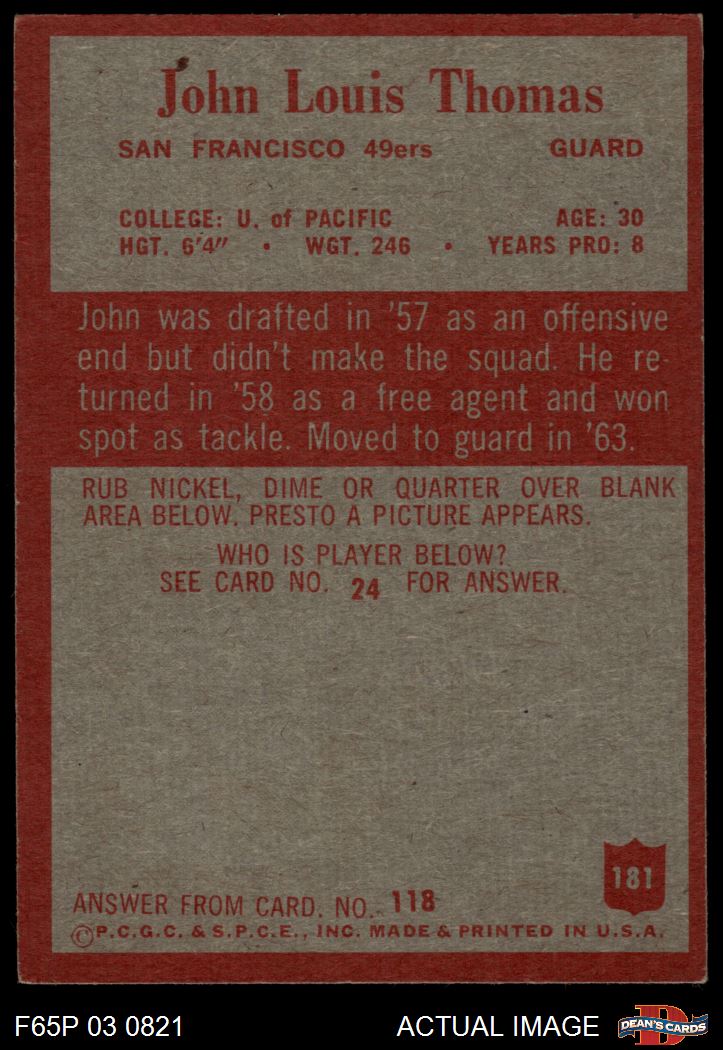 John Louis Thomas
SAN FRANCISCO 49ers GUARD
COLLEGE: U. of PACIFIC AGE: 30
HGT. 6'4" • WGT. 246 • YEARS PRO: 8
John was drafted in '57 as an offensive
end but didn't make the squad. He re-
turned in '58 as a free agent and won
spot as tackle. Moved to guard in '63.
RUB NICKEL, DIME OR QUARTER OVER BLANK
AREA BELOW. PRESTO A PICTURE APPEARS.
WHO IS PLAYER BELOW?
SEE CARD NO. 24 FOR ANSWER.
181
ANSWER FROM CARD. NO. 118
©P.C.G.C. & S.P.C.E., INC. MADE & PRINTED IN U.S.A.
F65P 03 0821 ACTUAL IMAGE D DEAN'S CARDS